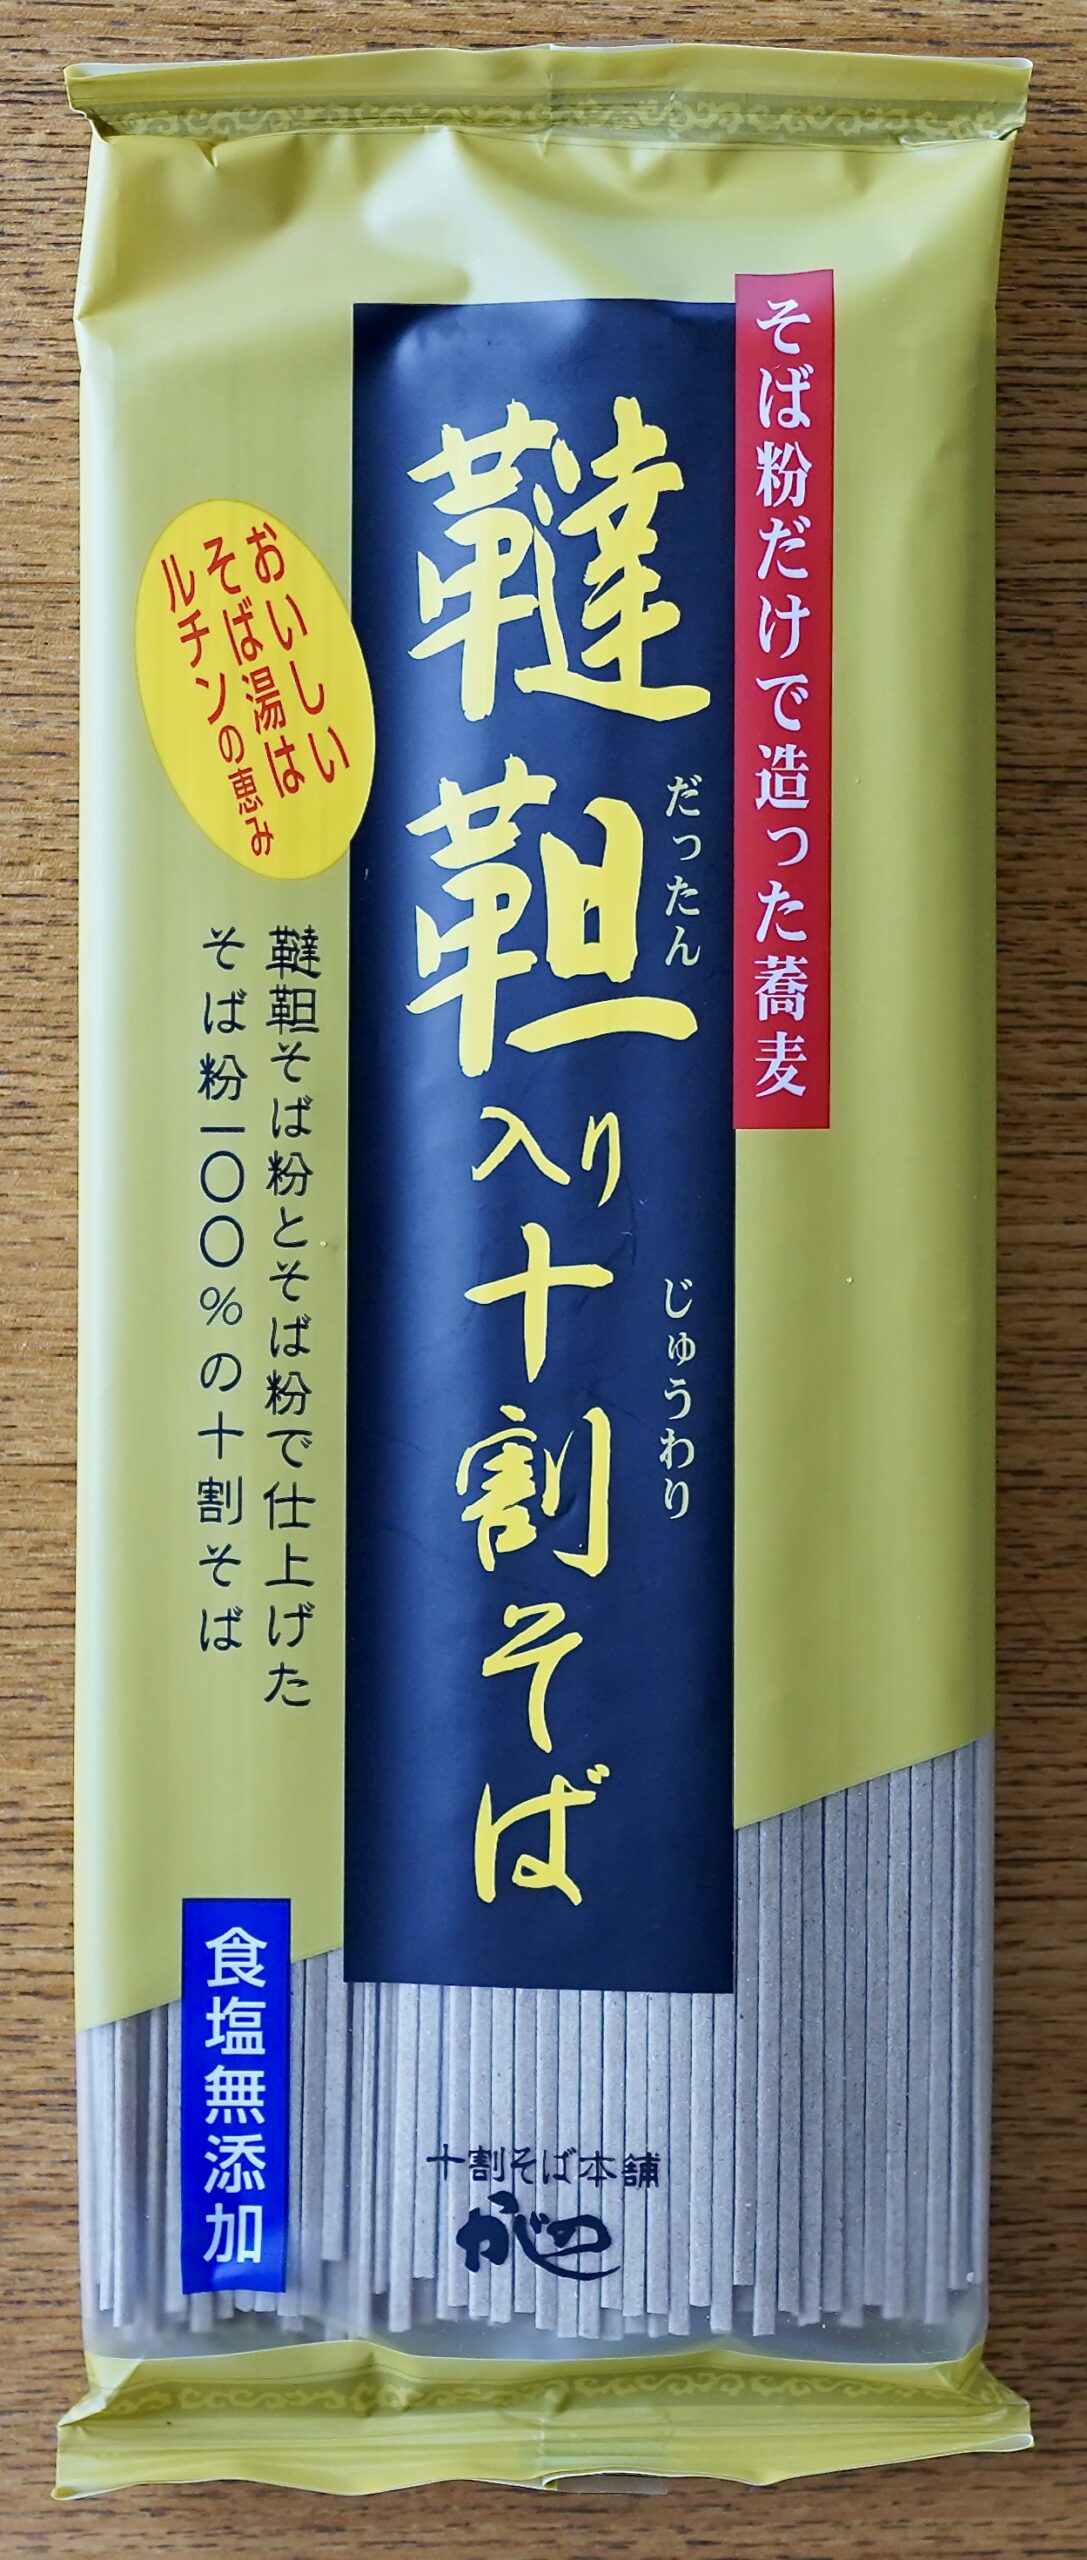 そば粉だけで造った蕎麦
韃靼入り十割そば
だったん
じゅうわり
おいしい
そば湯は
ルチンの恵み
韃靼そば粉とそば粉で仕上げた
そば粉一〇〇％の十割そば
食塩無添加
十割そば本舗
がじの